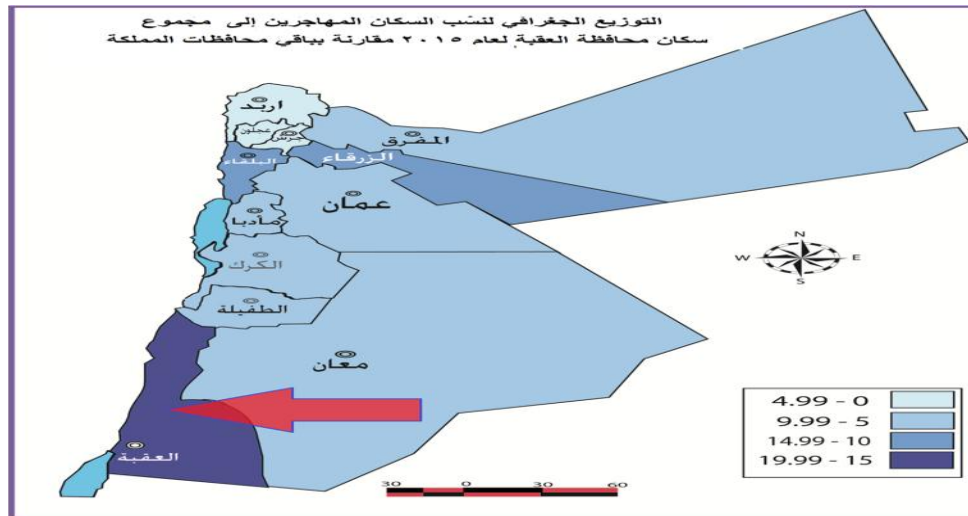 التوزيع الجغرافي لنسّب السكان المهاجرين إلى مجموع
سكان محافظة العقبة لعام ٢٠١٥ مقارنة بباقي محافظات المملكة
اربد
عجلون
جرش
المفرق
البلقاء
الزرقاء
عمان
مأدبا
الكرك
الطفيلة
معان
العقبة
N
W
E
S
4.99 - 0
9.99 - 5
14.99 - 10
19.99 - 15
30 0 30 60